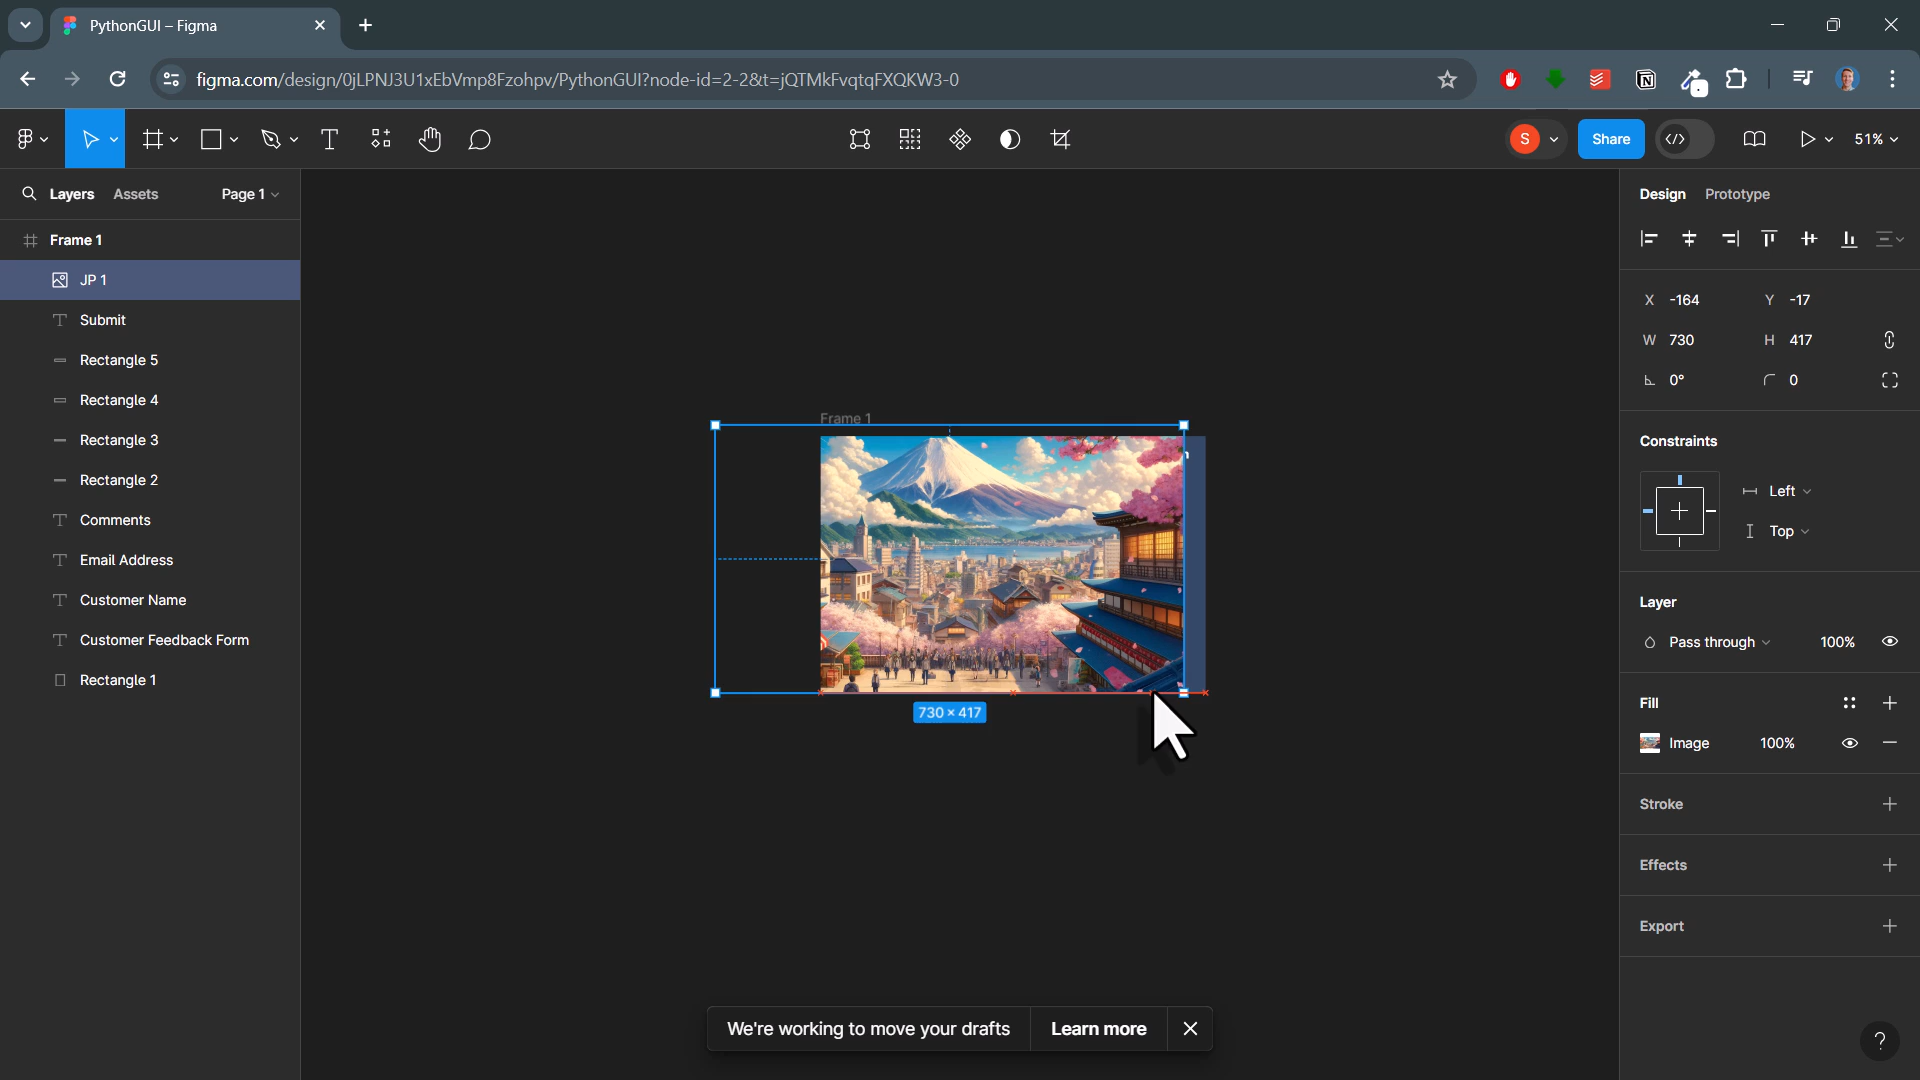 PythonGUI – Figma
figma.com/design/0jLPNJ3U1xEbVmp8Fzohpv/PythonGUI?node-id=2-2&t=jQTMkFvqtqFXQKW3-0
S
Share
51%
Layers
Assets
Page 1
Design
Prototype
Frame 1
JP 1
Submit
Rectangle 5
Rectangle 4
Rectangle 3
Rectangle 2
Comments
Email Address
Customer Name
Customer Feedback Form
Rectangle 1
Frame 1
730 × 417
X -164
Y -17
W 730
H 417
0°
0
Constraints
Left
Top
Layer
Pass through
100%
Fill
Image
100%
Stroke
Effects
Export
We're working to move your drafts
Learn more
?